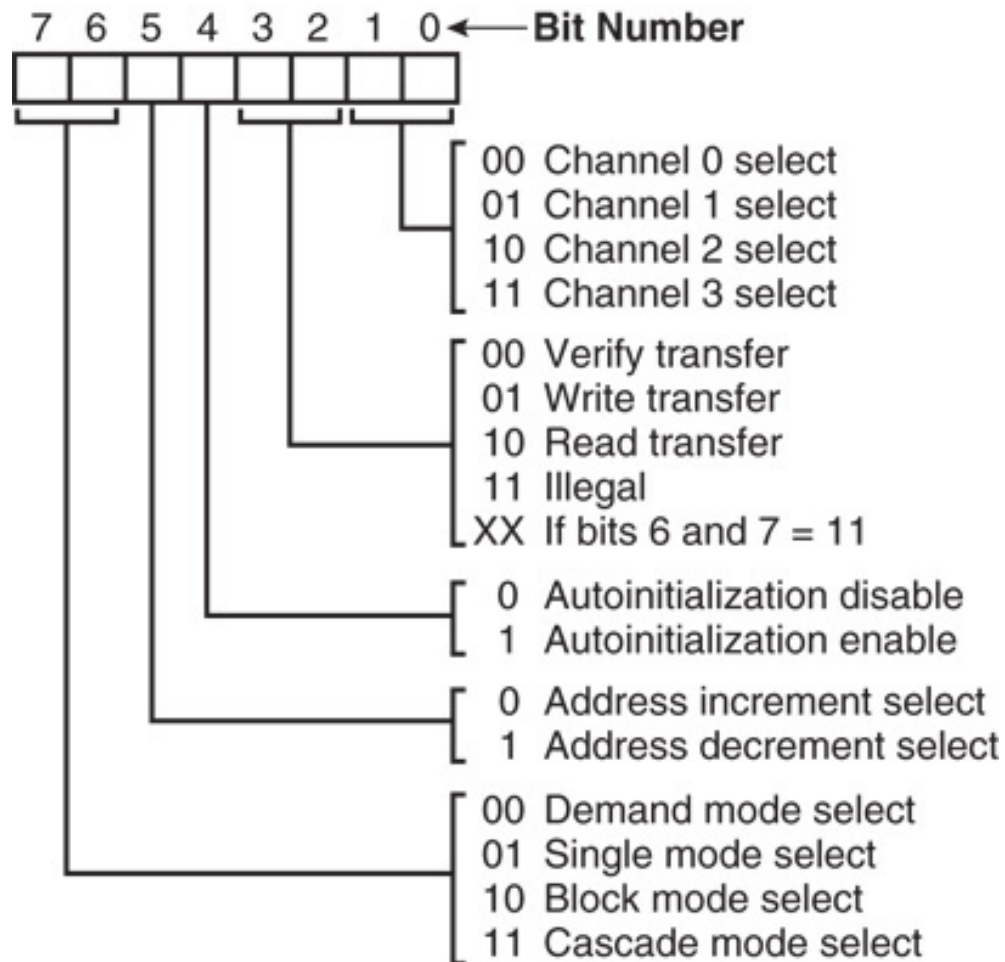 7 6 5 4 3 2 1 0 Bit Number
00 Channel 0 select
01 Channel 1 select
10 Channel 2 select
11 Channel 3 select
00 Verify transfer
01 Write transfer
10 Read transfer
11 Illegal
XX If bits 6 and 7 = 11
0 Autoinitialization disable
1 Autoinitialization enable
0 Address increment select
1 Address decrement select
00 Demand mode select
01 Single mode select
10 Block mode select
11 Cascade mode select